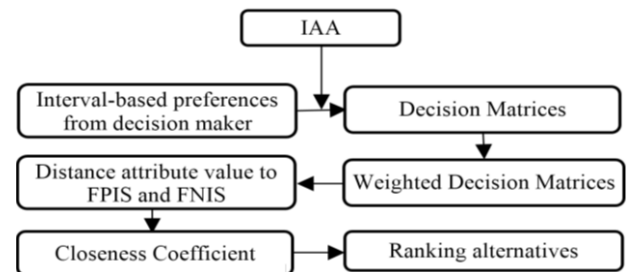 IAA
Interval-based preferences
from decision maker
Decision Matrices
Weighted Decision Matrices
Distance attribute value to
FPIS and FNIS
Closeness Coefficient
Ranking alternatives